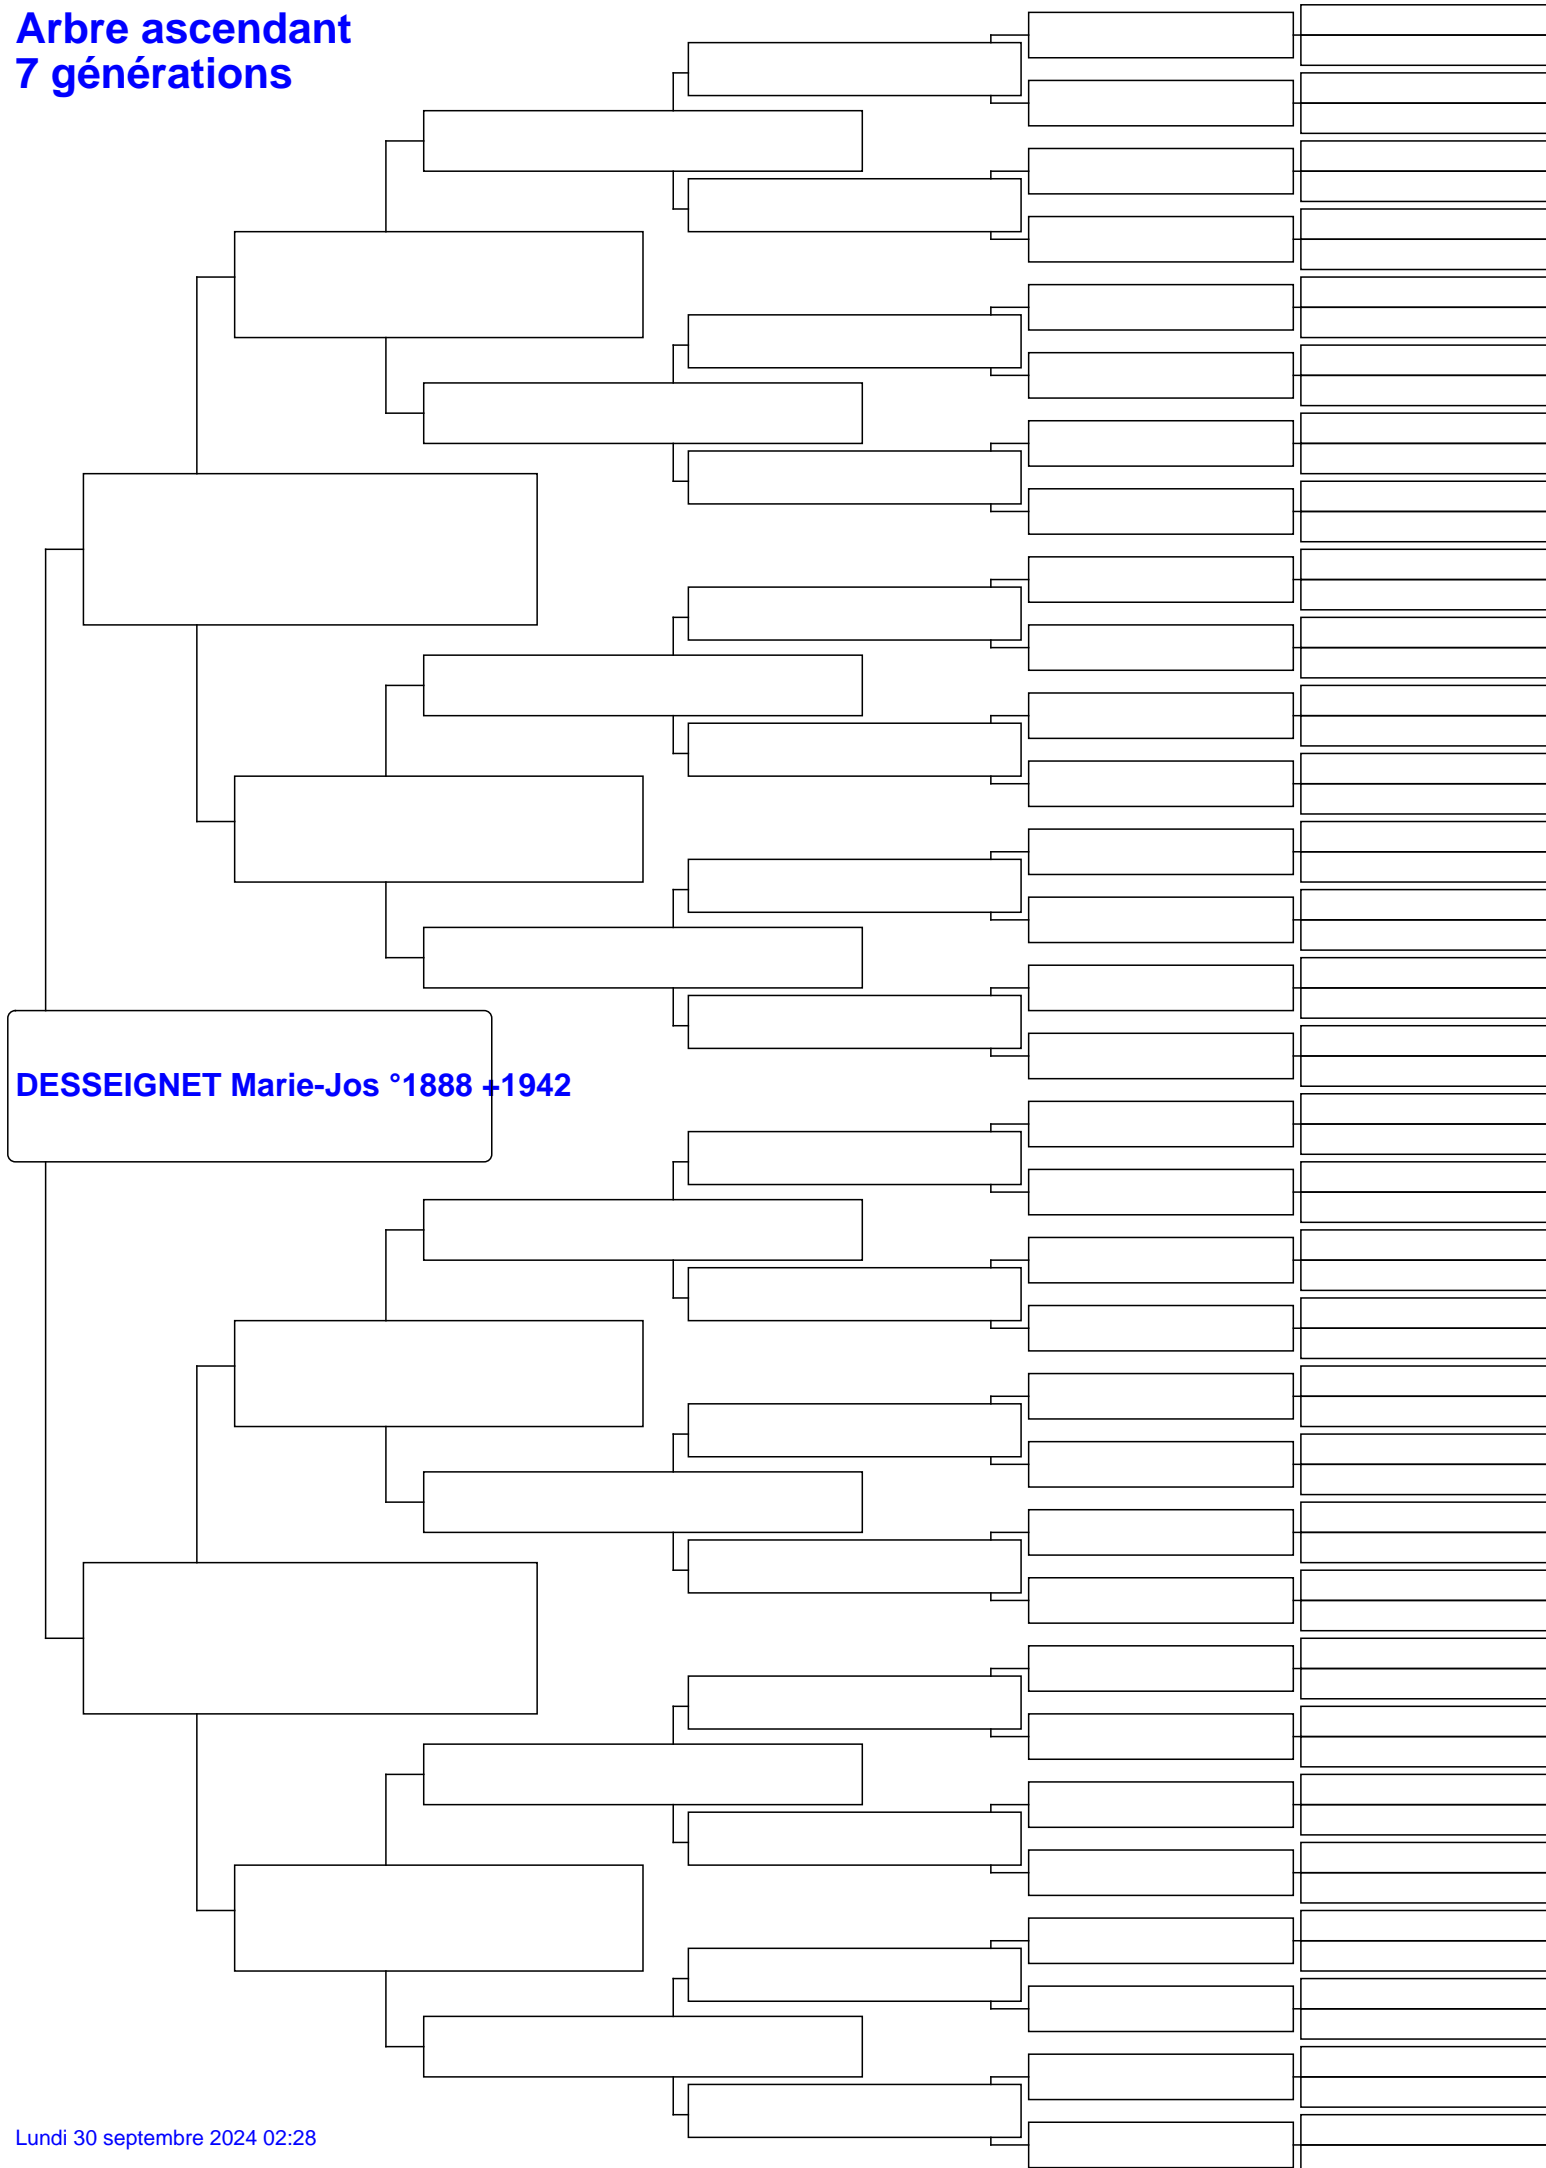 Arbre ascendant
7 générations
DESSEIGNET Marie-Jos °1888 +1942
Lundi 30 septembre 2024 02:28